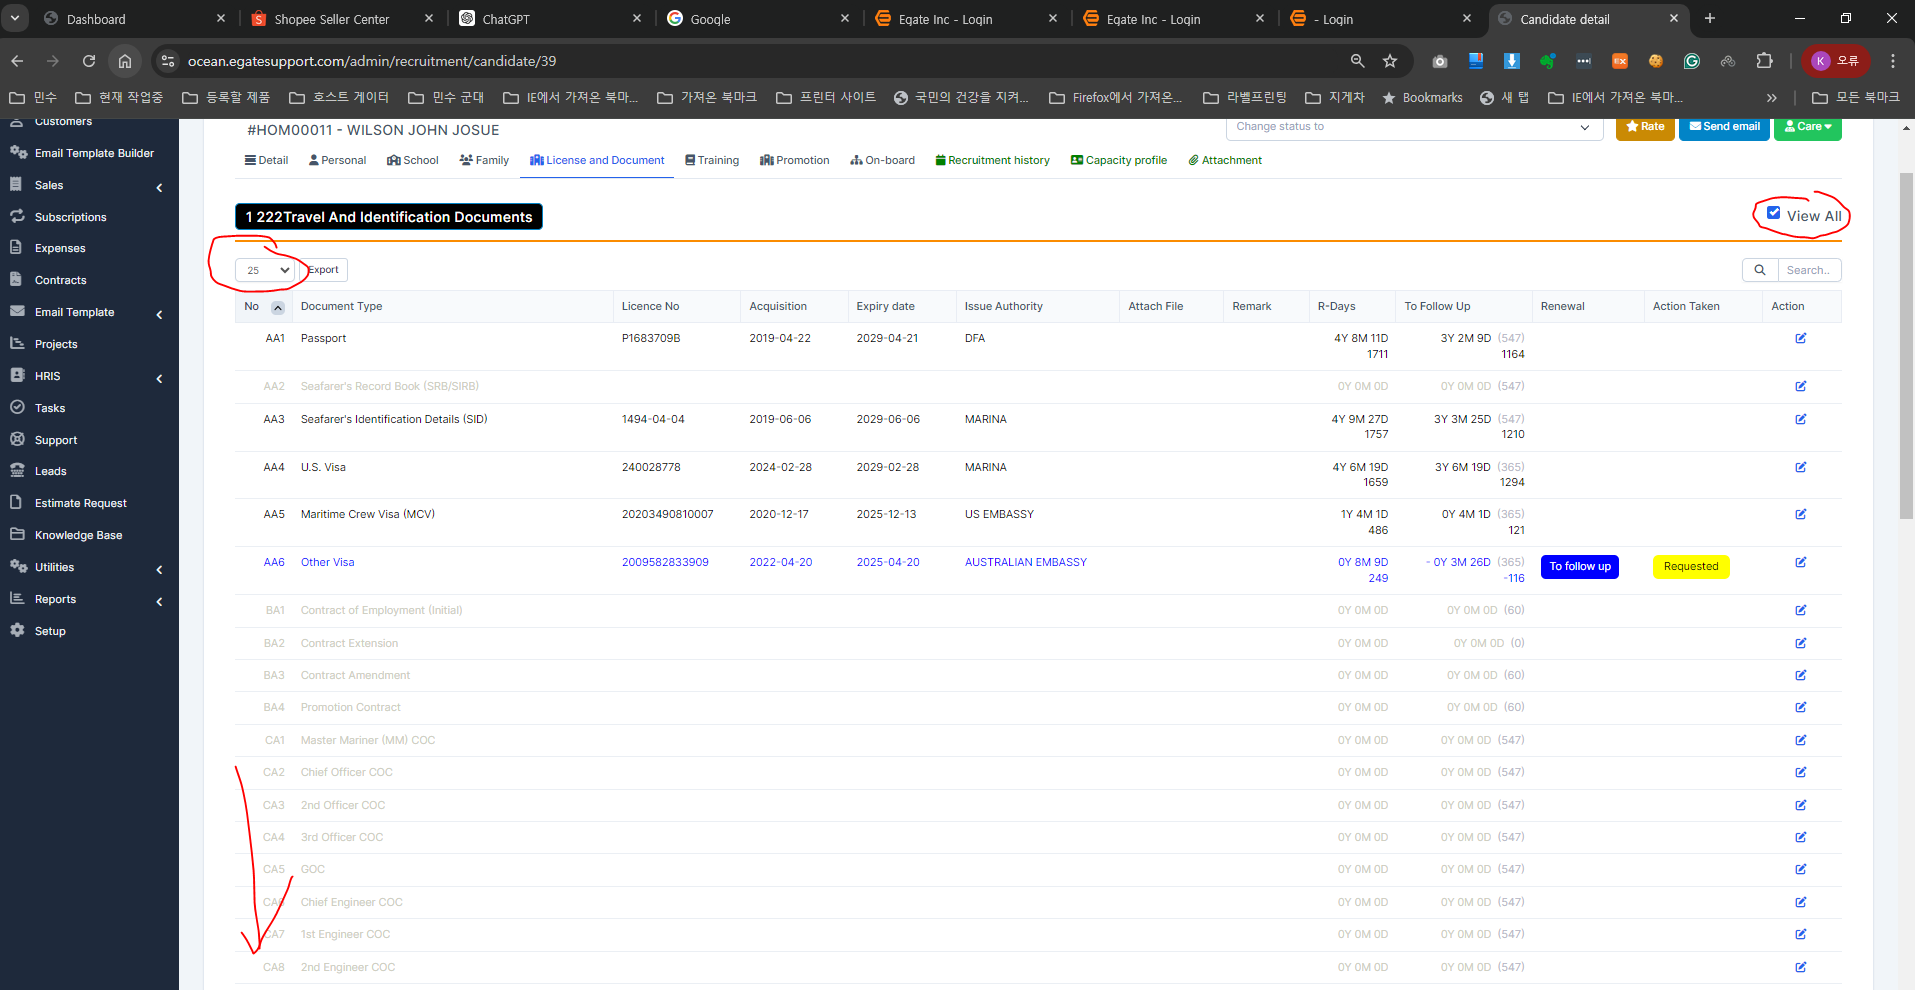 Dashboard
Shopee Seller Center
ChatGPT
Google
Egate Inc - Login
Egate Inc - Login
- Login
Candidate detail
ocean.egatesupport.com/admin/recruitment/candidate/39
K 오류
민수
현재 작업중
등록할 제품
호스트 게이터
민수 군대
IE에서 가져온 북마...
가져온 북마크
프린터 사이트
국민의 건강을 지켜...
Firefox에서 가져온...
라벨프린팅
지게차
Bookmarks
새 탭
IE에서 가져온 북마...
»
모든 북마크
Customers
Email Template Builder
Sales
Subscriptions
Expenses
Contracts
Email Template
Projects
HRIS
Tasks
Support
Leads
Estimate Request
Knowledge Base
Utilities
Reports
Setup
#HOM00011 - WILSON JOHN JOSUE
Change status to
Rate
Send email
Care
Detail
Personal
School
Family
License and Document
Training
Promotion
On-board
Recruitment history
Capacity profile
Attachment
1 222Travel And Identification Documents
View All
25
Export
Search..
No Document Type Licence No Acquisition Expiry date Issue Authority Attach File Remark R-Days To Follow Up Renewal Action Taken Action
AA1 Passport P1683709B 2019-04-22 2029-04-21 DFA 4Y 8M 11D 3Y 2M 9D (547)
1711 1164
AA2 Seafarer's Record Book (SRB/SIRB) 0Y 0M 0D 0Y 0M 0D (547)
AA3 Seafarer's Identification Details (SID) 1494-04-04 2019-06-06 2029-06-06 MARINA 4Y 9M 27D 3Y 3M 25D (547)
1757 1210
AA4 U.S. Visa 240028778 2024-02-28 2029-02-28 MARINA 4Y 6M 19D 3Y 6M 19D (365)
1659 1294
AA5 Maritime Crew Visa (MCV) 20203490810007 2020-12-17 2025-12-13 US EMBASSY 1Y 4M 1D 0Y 4M 1D (365)
486 121
AA6 Other Visa 2009582833909 2022-04-20 2025-04-20 AUSTRALIAN EMBASSY 0Y 8M 9D - 0Y 3M 26D (365) To follow up Requested
249 -116
BA1 Contract of Employment (Initial) 0Y 0M 0D 0Y 0M 0D (60)
BA2 Contract Extension 0Y 0M 0D 0Y 0M 0D (0)
BA3 Contract Amendment 0Y 0M 0D 0Y 0M 0D (60)
BA4 Promotion Contract 0Y 0M 0D 0Y 0M 0D (60)
CA1 Master Mariner (MM) COC 0Y 0M 0D 0Y 0M 0D (547)
CA2 Chief Officer COC 0Y 0M 0D 0Y 0M 0D (547)
CA3 2nd Officer COC 0Y 0M 0D 0Y 0M 0D (547)
CA4 3rd Officer COC 0Y 0M 0D 0Y 0M 0D (547)
CA5 GOC 0Y 0M 0D 0Y 0M 0D (547)
CA6 Chief Engineer COC 0Y 0M 0D 0Y 0M 0D (547)
CA7 1st Engineer COC 0Y 0M 0D 0Y 0M 0D (547)
CA8 2nd Engineer COC 0Y 0M 0D 0Y 0M 0D (547)